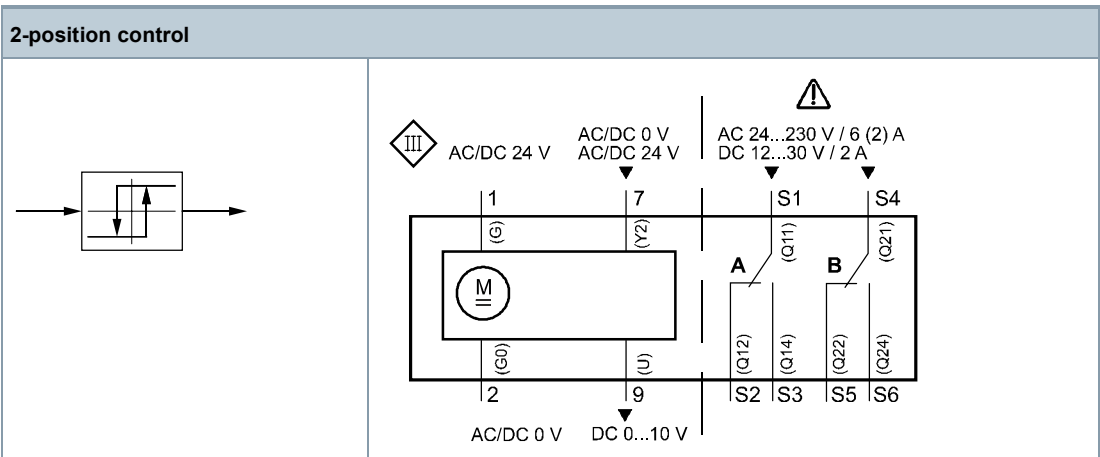 2-position control
III
AC/DC 24 V
AC/DC 0 V
AC/DC 24 V
AC 24...230 V / 6 (2) A
DC 12...30 V / 2 A
1
7
S1
S4
(G)
(Y2)
(Q11)
(Q21)
A
B
M
(G0)
(U)
(Q12)
(Q14)
(Q22)
(Q24)
2
9
S2
S3
S5
S6
AC/DC 0 V
DC 0...10 V